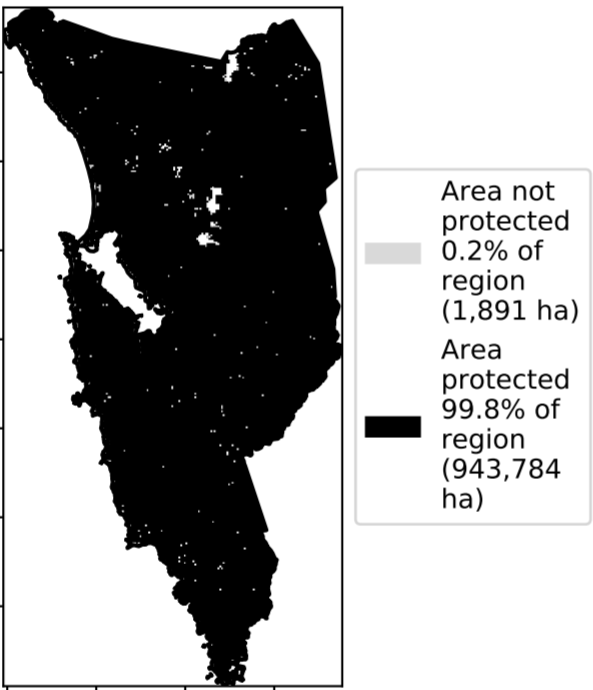 Area not
protected
0.2% of
region
(1,891 ha)
Area
protected
99.8% of
region
(943,784
ha)